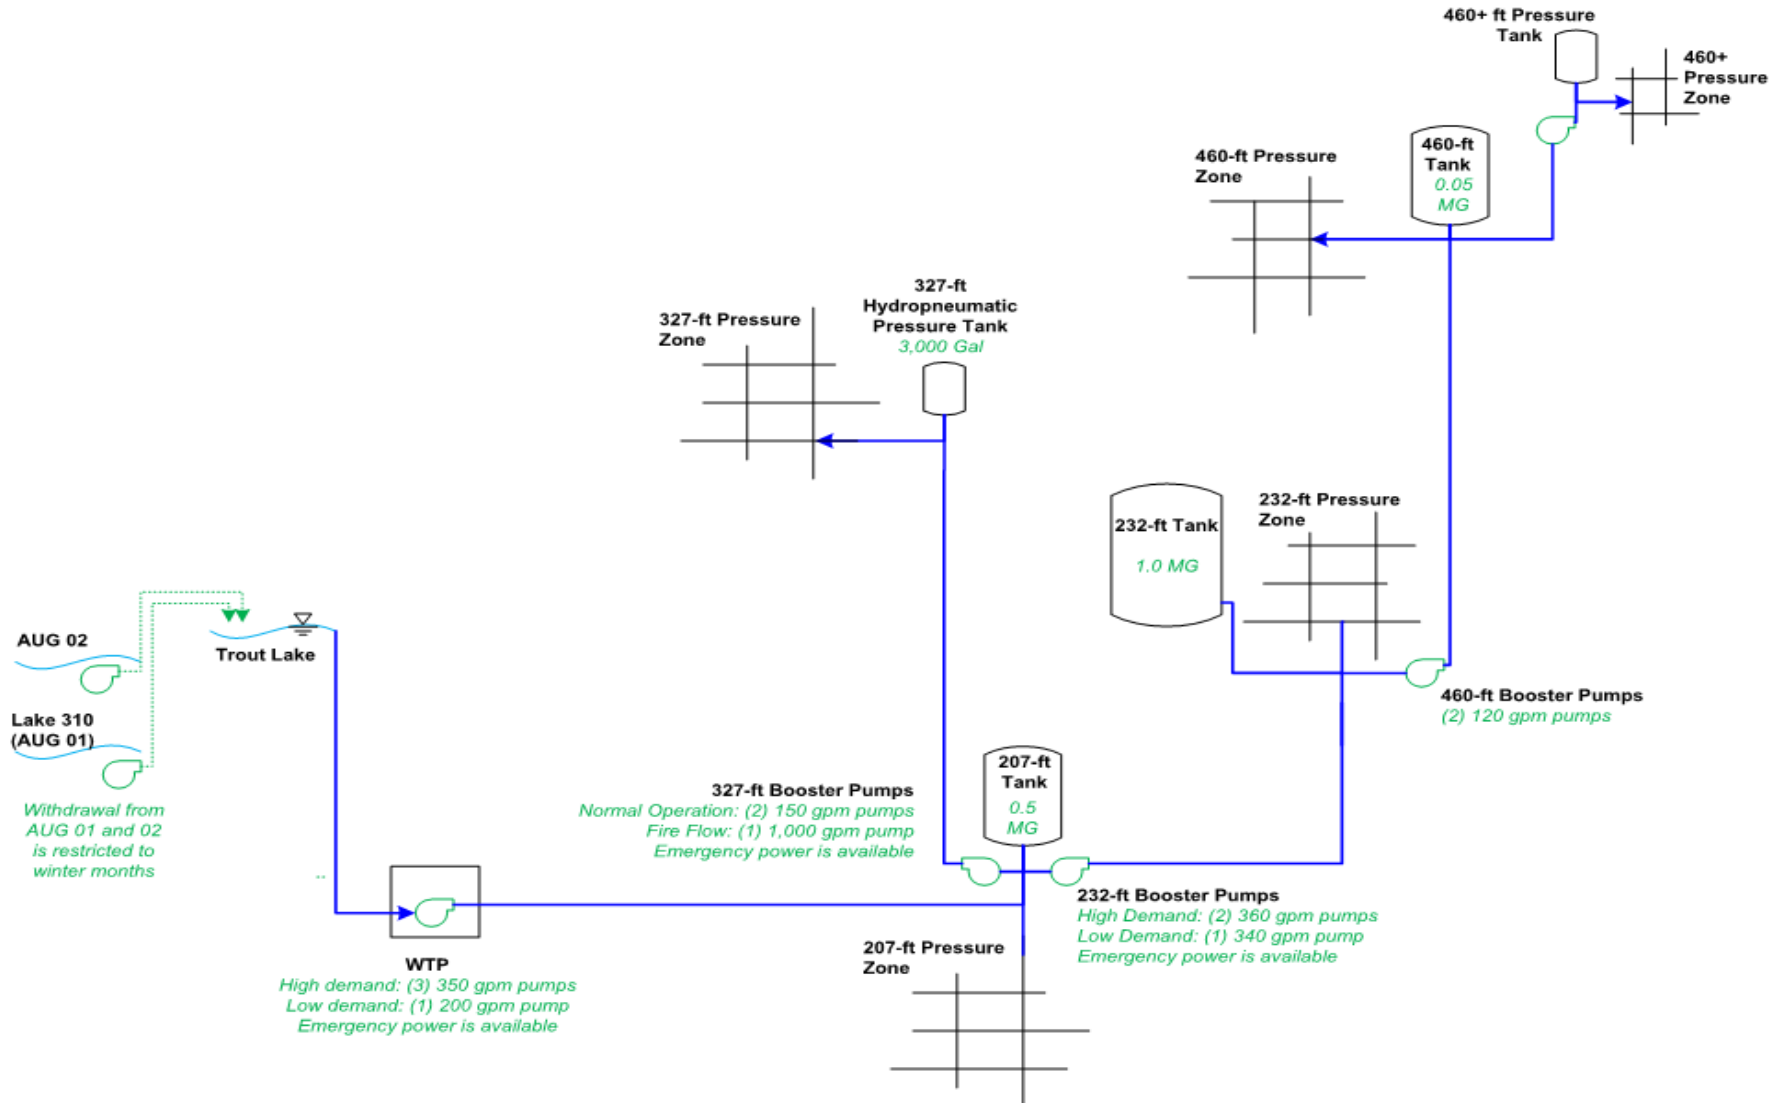 460+ ft Pressure
Tank
460+
Pressure
Zone
460-ft
Tank
0.05
MG
460-ft Pressure
Zone
327-ft
Hydropneumatic
Pressure Tank
3,000 Gal
327-ft Pressure
Zone
232-ft Tank
1.0 MG
232-ft Pressure
Zone
AUG 02
Trout Lake
Lake 310
(AUG 01)
Withdrawal from
AUG 01 and 02
is restricted to
winter months
460-ft Booster Pumps
(2) 120 gpm pumps
207-ft
Tank
0.5
MG
327-ft Booster Pumps
Normal Operation: (2) 150 gpm pumps
Fire Flow: (1) 1,000 gpm pump
Emergency power is available
232-ft Booster Pumps
High Demand: (2) 360 gpm pumps
Low Demand: (1) 340 gpm pump
Emergency power is available
207-ft Pressure
Zone
WTP
High demand: (3) 350 gpm pumps
Low demand: (1) 200 gpm pump
Emergency power is available